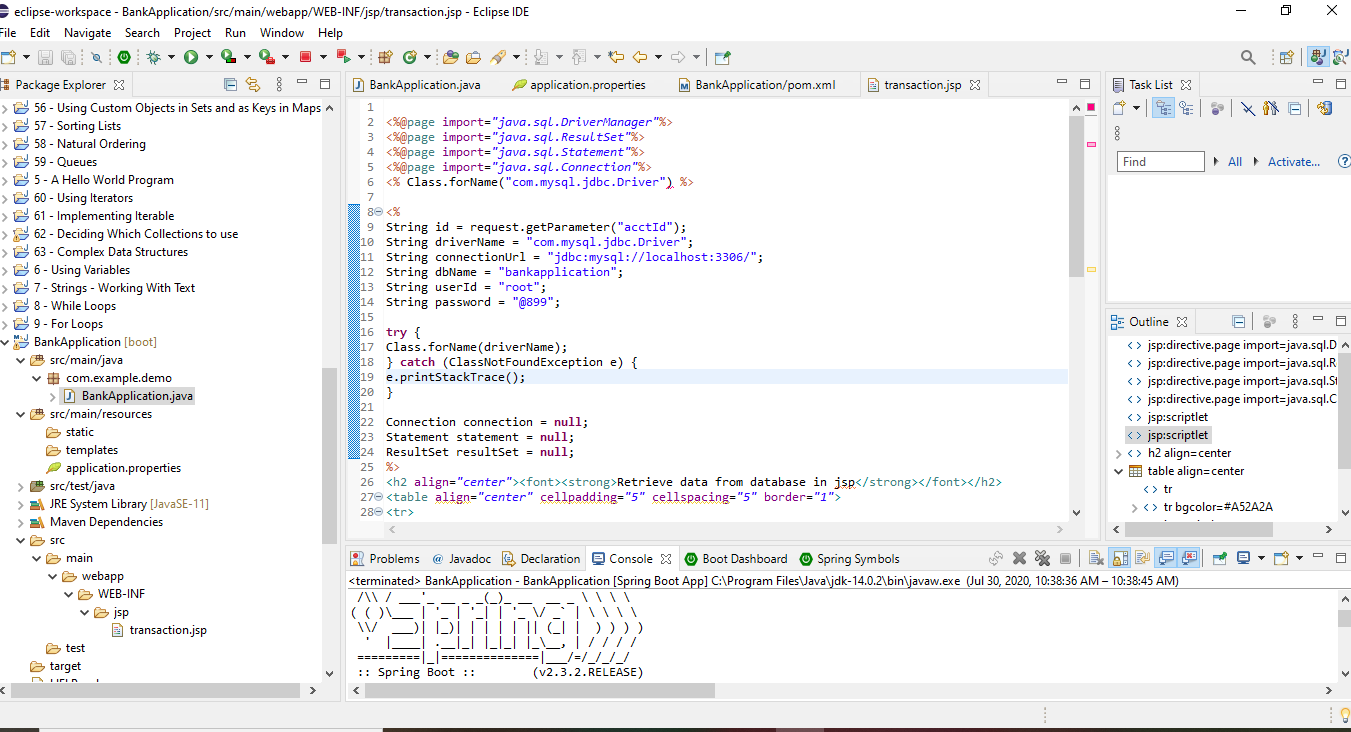 eclipse-workspace - BankApplication/src/main/webapp/WEB-INF/jsp/transaction.jsp - Eclipse IDE
File Edit Navigate Search Project Run Window Help
Package Explorer
56 - Using Custom Objects in Sets and as Keys in Maps
57 - Sorting Lists
58 - Natural Ordering
59 - Queues
5 - A Hello World Program
60 - Using Iterators
61 - Implementing Iterable
62 - Deciding Which Collections to use
63 - Complex Data Structures
6 - Using Variables
7 - Strings - Working With Text
8 - While Loops
9 - For Loops
BankApplication [boot]
src/main/java
com.example.demo
BankApplication.java
src/main/resources
static
templates
application.properties
src/test/java
JRE System Library [JavaSE-11]
Maven Dependencies
src
main
webapp
WEB-INF
jsp
transaction.jsp
test
target
BankApplication.java application.properties BankApplication/pom.xml transaction.jsp
1
2 <%@page import="java.sql.DriverManager"%>
3 <%@page import="java.sql.ResultSet"%>
4 <%@page import="java.sql.Statement"%>
5 <%@page import="java.sql.Connection"%>
6 <% Class.forName("com.mysql.jdbc.Driver") %>
7
8 <%
9 String id = request.getParameter("acctId");
10 String driverName = "com.mysql.jdbc.Driver";
11 String connectionUrl = "jdbc:mysql://localhost:3306/";
12 String dbName = "bankapplication";
13 String userId = "root";
14 String password = "@899";
15
16 try {
17 Class.forName(driverName);
18 } catch (ClassNotFoundException e) {
19 e.printStackTrace();
20 }
21
22 Connection connection = null;
23 Statement statement = null;
24 ResultSet resultSet = null;
25 %>
26 <h2 align="center"><font><strong>Retrieve data from database in jsp</strong></font></h2>
27 <table align="center" cellpadding="5" cellspacing="5" border="1">
28 <tr>
Task List
Find All Activate...
Outline
jsp:directive.page import=java.sql.D
jsp:directive.page import=java.sql.R
jsp:directive.page import=java.sql.St
jsp:directive.page import=java.sql.C
jsp:scriptlet
jsp:scriptlet
h2 align=center
table align=center
tr
tr bgcolor=#A52A2A
Problems Javadoc Declaration Console Boot Dashboard Spring Symbols
<terminated> BankApplication - BankApplication [Spring Boot App] C:\Program Files\Java\jdk-14.0.2\bin\javaw.exe (Jul 30, 2020, 10:38:36 AM – 10:38:45 AM)
 /\\ / ___'_ __ _ _(_)_ __  __ _ \ \ \ \
( ( )\___ | '_ | '_| | '_ \/ _` | \ \ \ \
 \\/  ___)| |_)| | | | | || (_| |  ) ) ) )
  '  |____| .__|_| |_|_| |_\__, | / / / /
 =========|_|==============|___/=/_/_/_/
 :: Spring Boot ::        (v2.3.2.RELEASE)